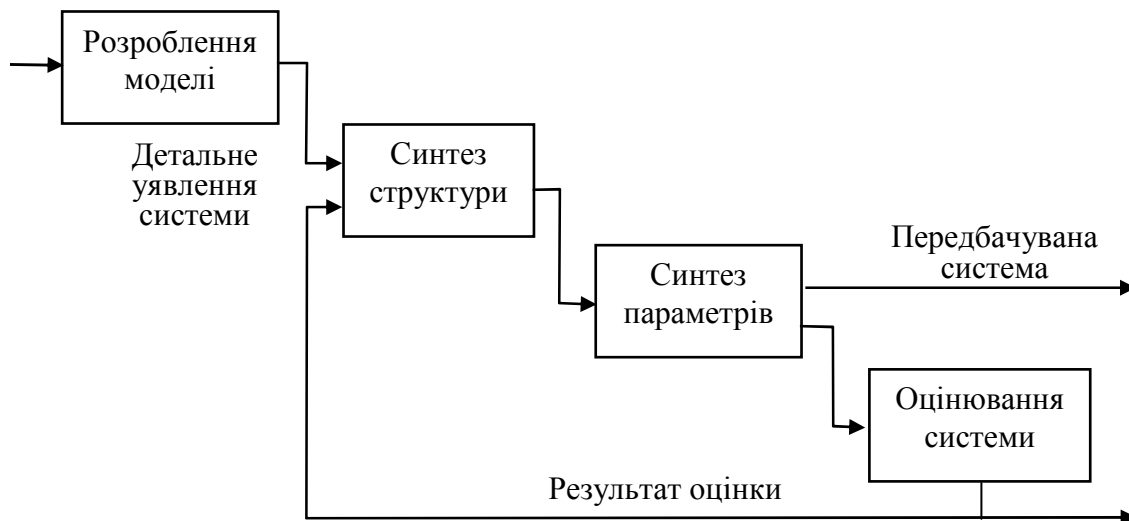 Розроблення
моделі
Детальне
уявлення
системи
Синтез
структури
Синтез
параметрів
Передбачувана
система
Оцінювання
системи
Результат оцінки